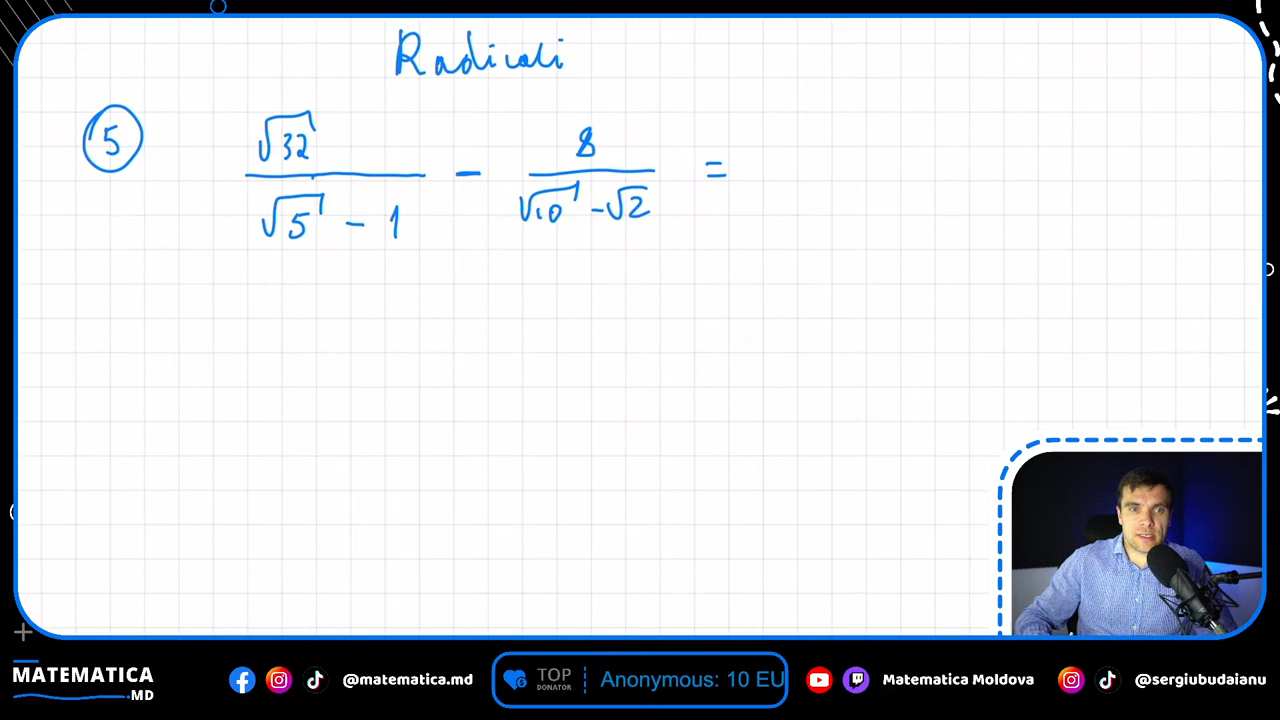 Radicali
5 √32 / (√5 - 1) - 8 / (√10 - √2) =
MATEMATICA
.MD
@matematica.md
TOP
DONATOR
Anonymous: 10 EU
Matematica Moldova
@sergiubudaianu